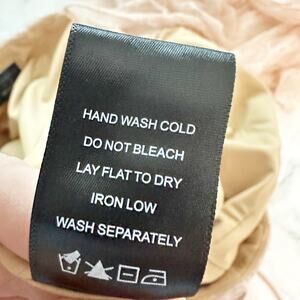 HAND WASH COLD
DO NOT BLEACH
LAY FLAT TO DRY
IRON LOW
WASH SEPARATELY